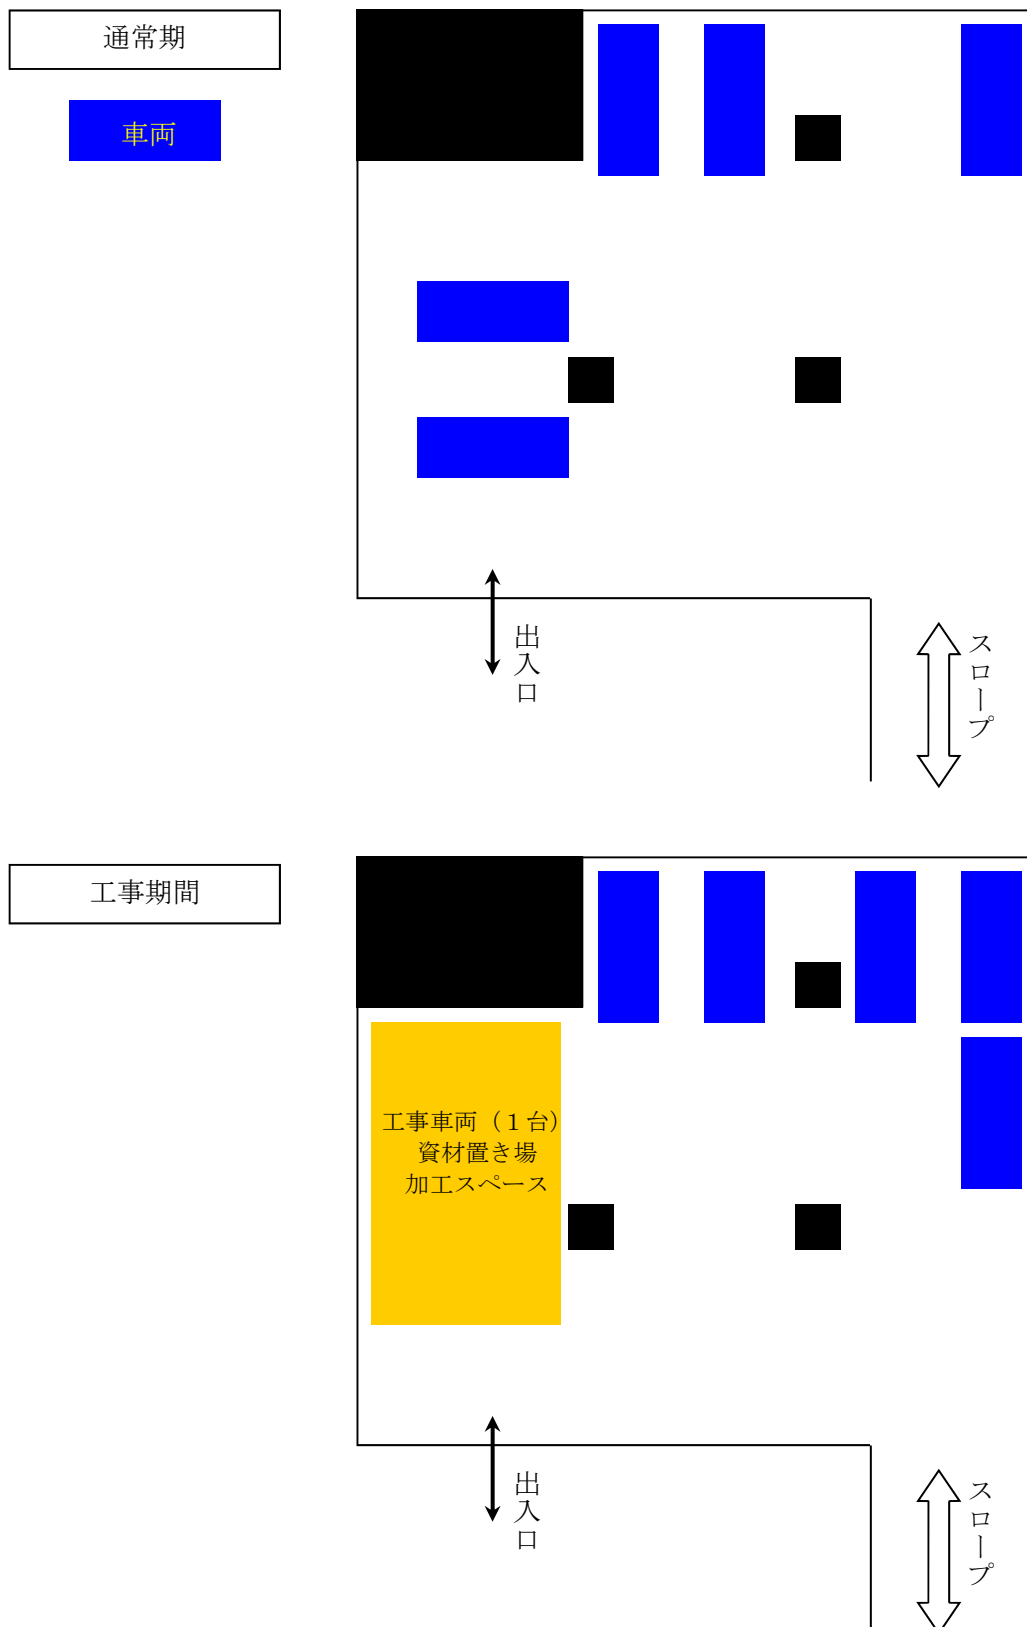 通常期
車両
出入口
スロープ
工事期間
工事車両（１台）
資材置き場
加工スペース
出入口
スロープ